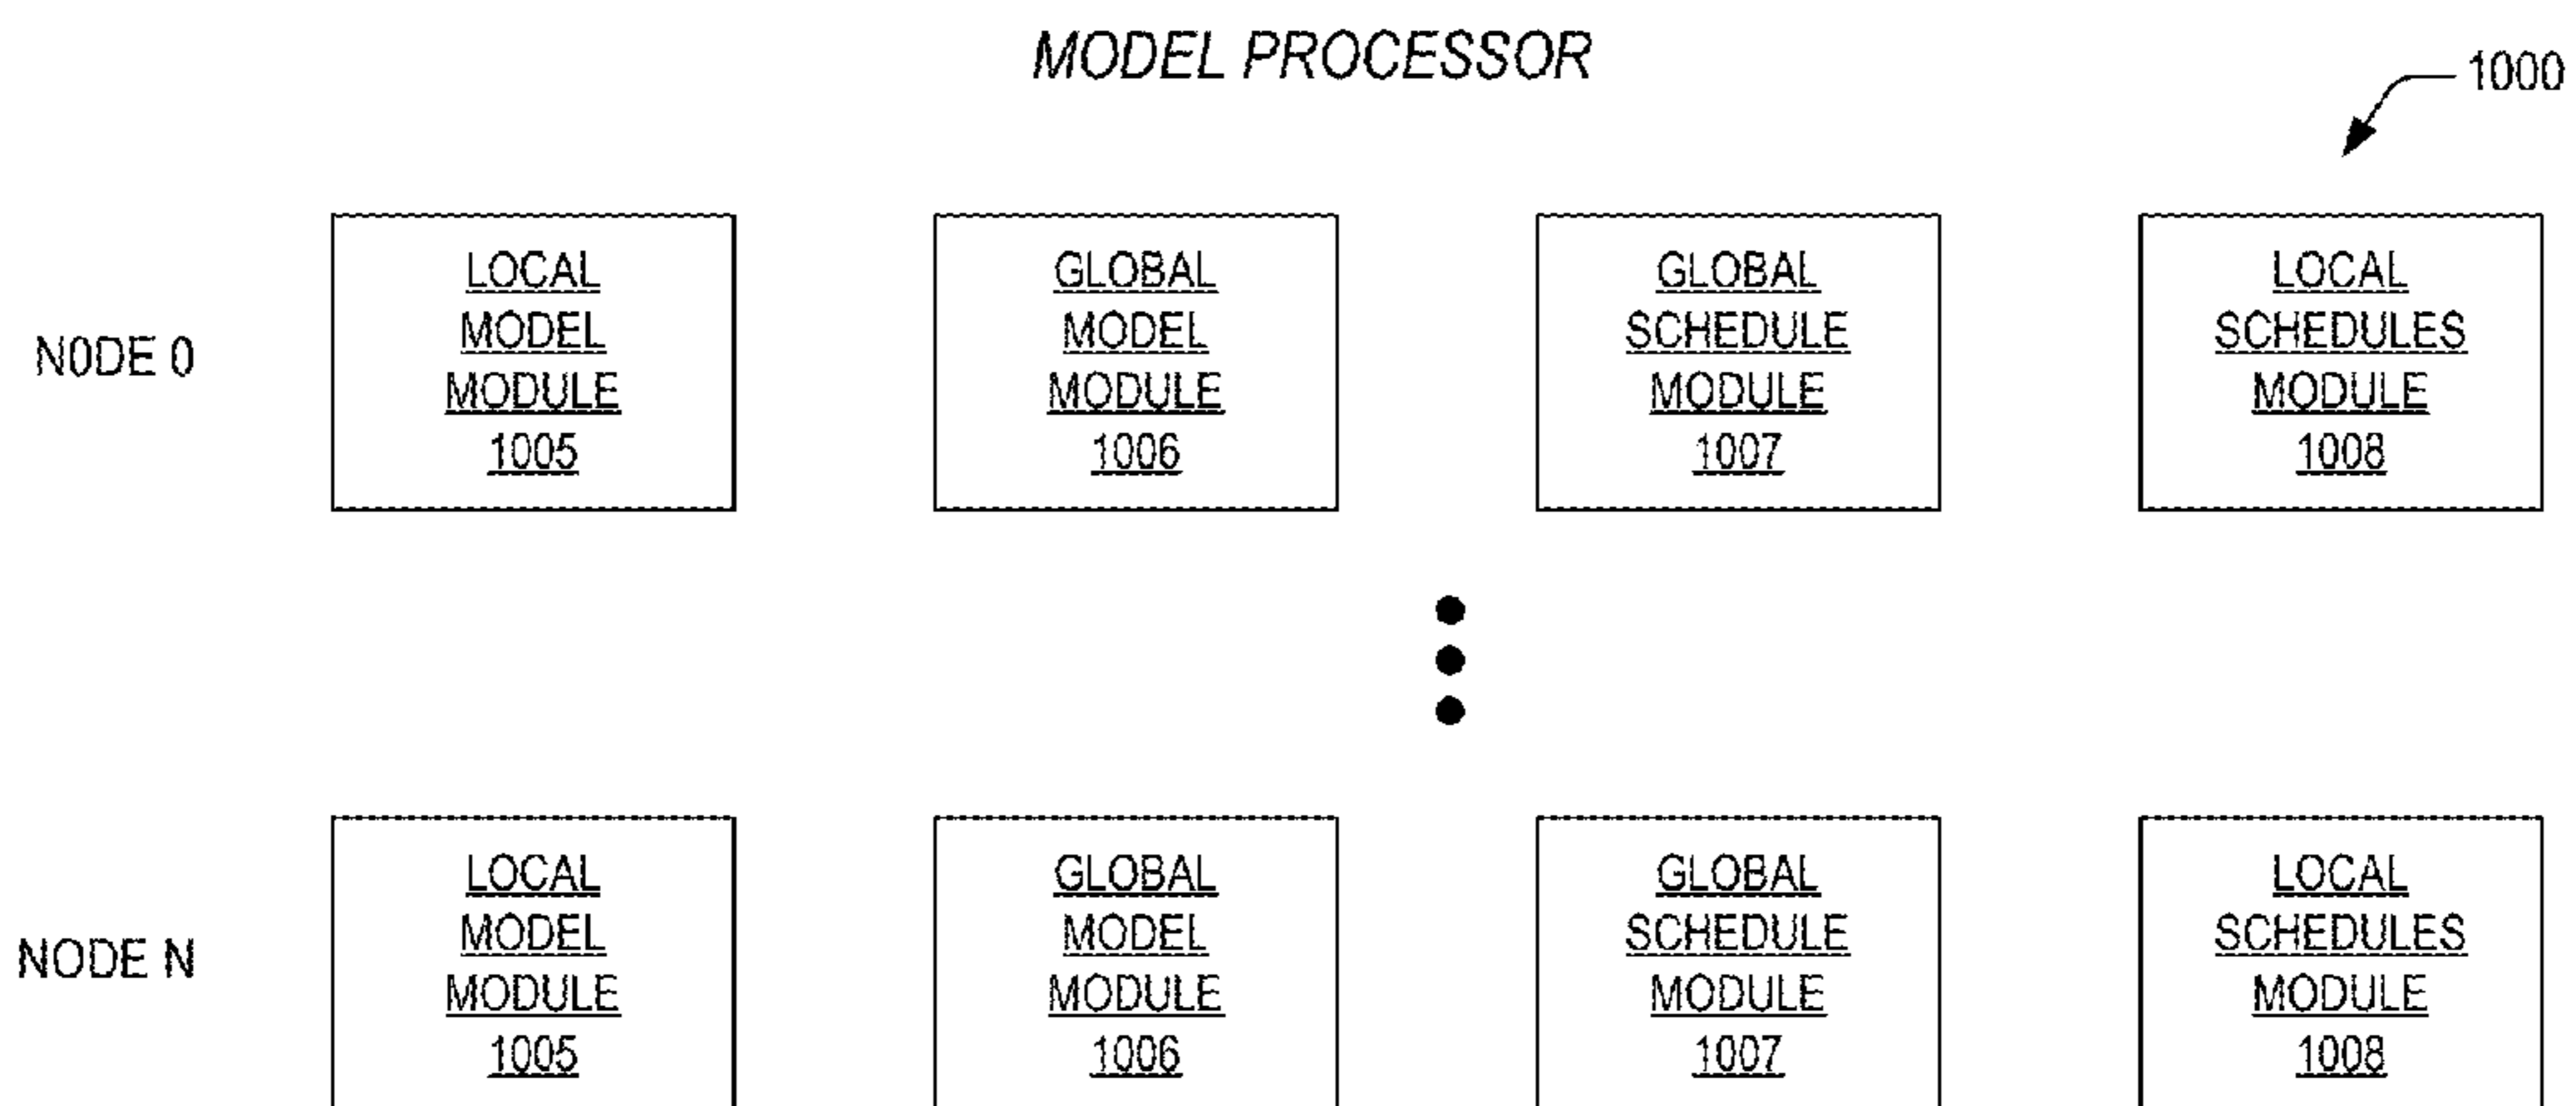 MODEL PROCESSOR
1000
N0DE 0
LOCAL
MODEL
MODULE
1005
GLOBAL
MODEL
MODULE
1006
GLOBAL
SCHEDULE
MODULE
1007
LOCAL
SCHEDULES
MODULE
1008
NODE N
LOCAL
MODEL
MODULE
1005
GLOBAL
MODEL
MODULE
1006
GLOBAL
SCHEDULE
MODULE
1007
LOCAL
SCHEDULES
MODULE
1008